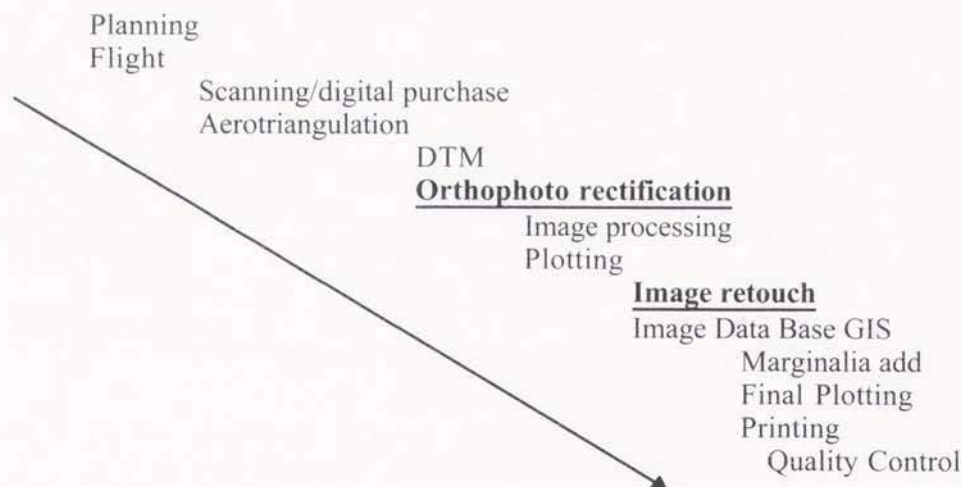 Planning
Flight
Scanning/digital purchase
Aerotriangulation
DTM
Orthophoto rectification
Image processing
Plotting
Image retouch
Image Data Base GIS
Marginalia add
Final Plotting
Printing
Quality Control